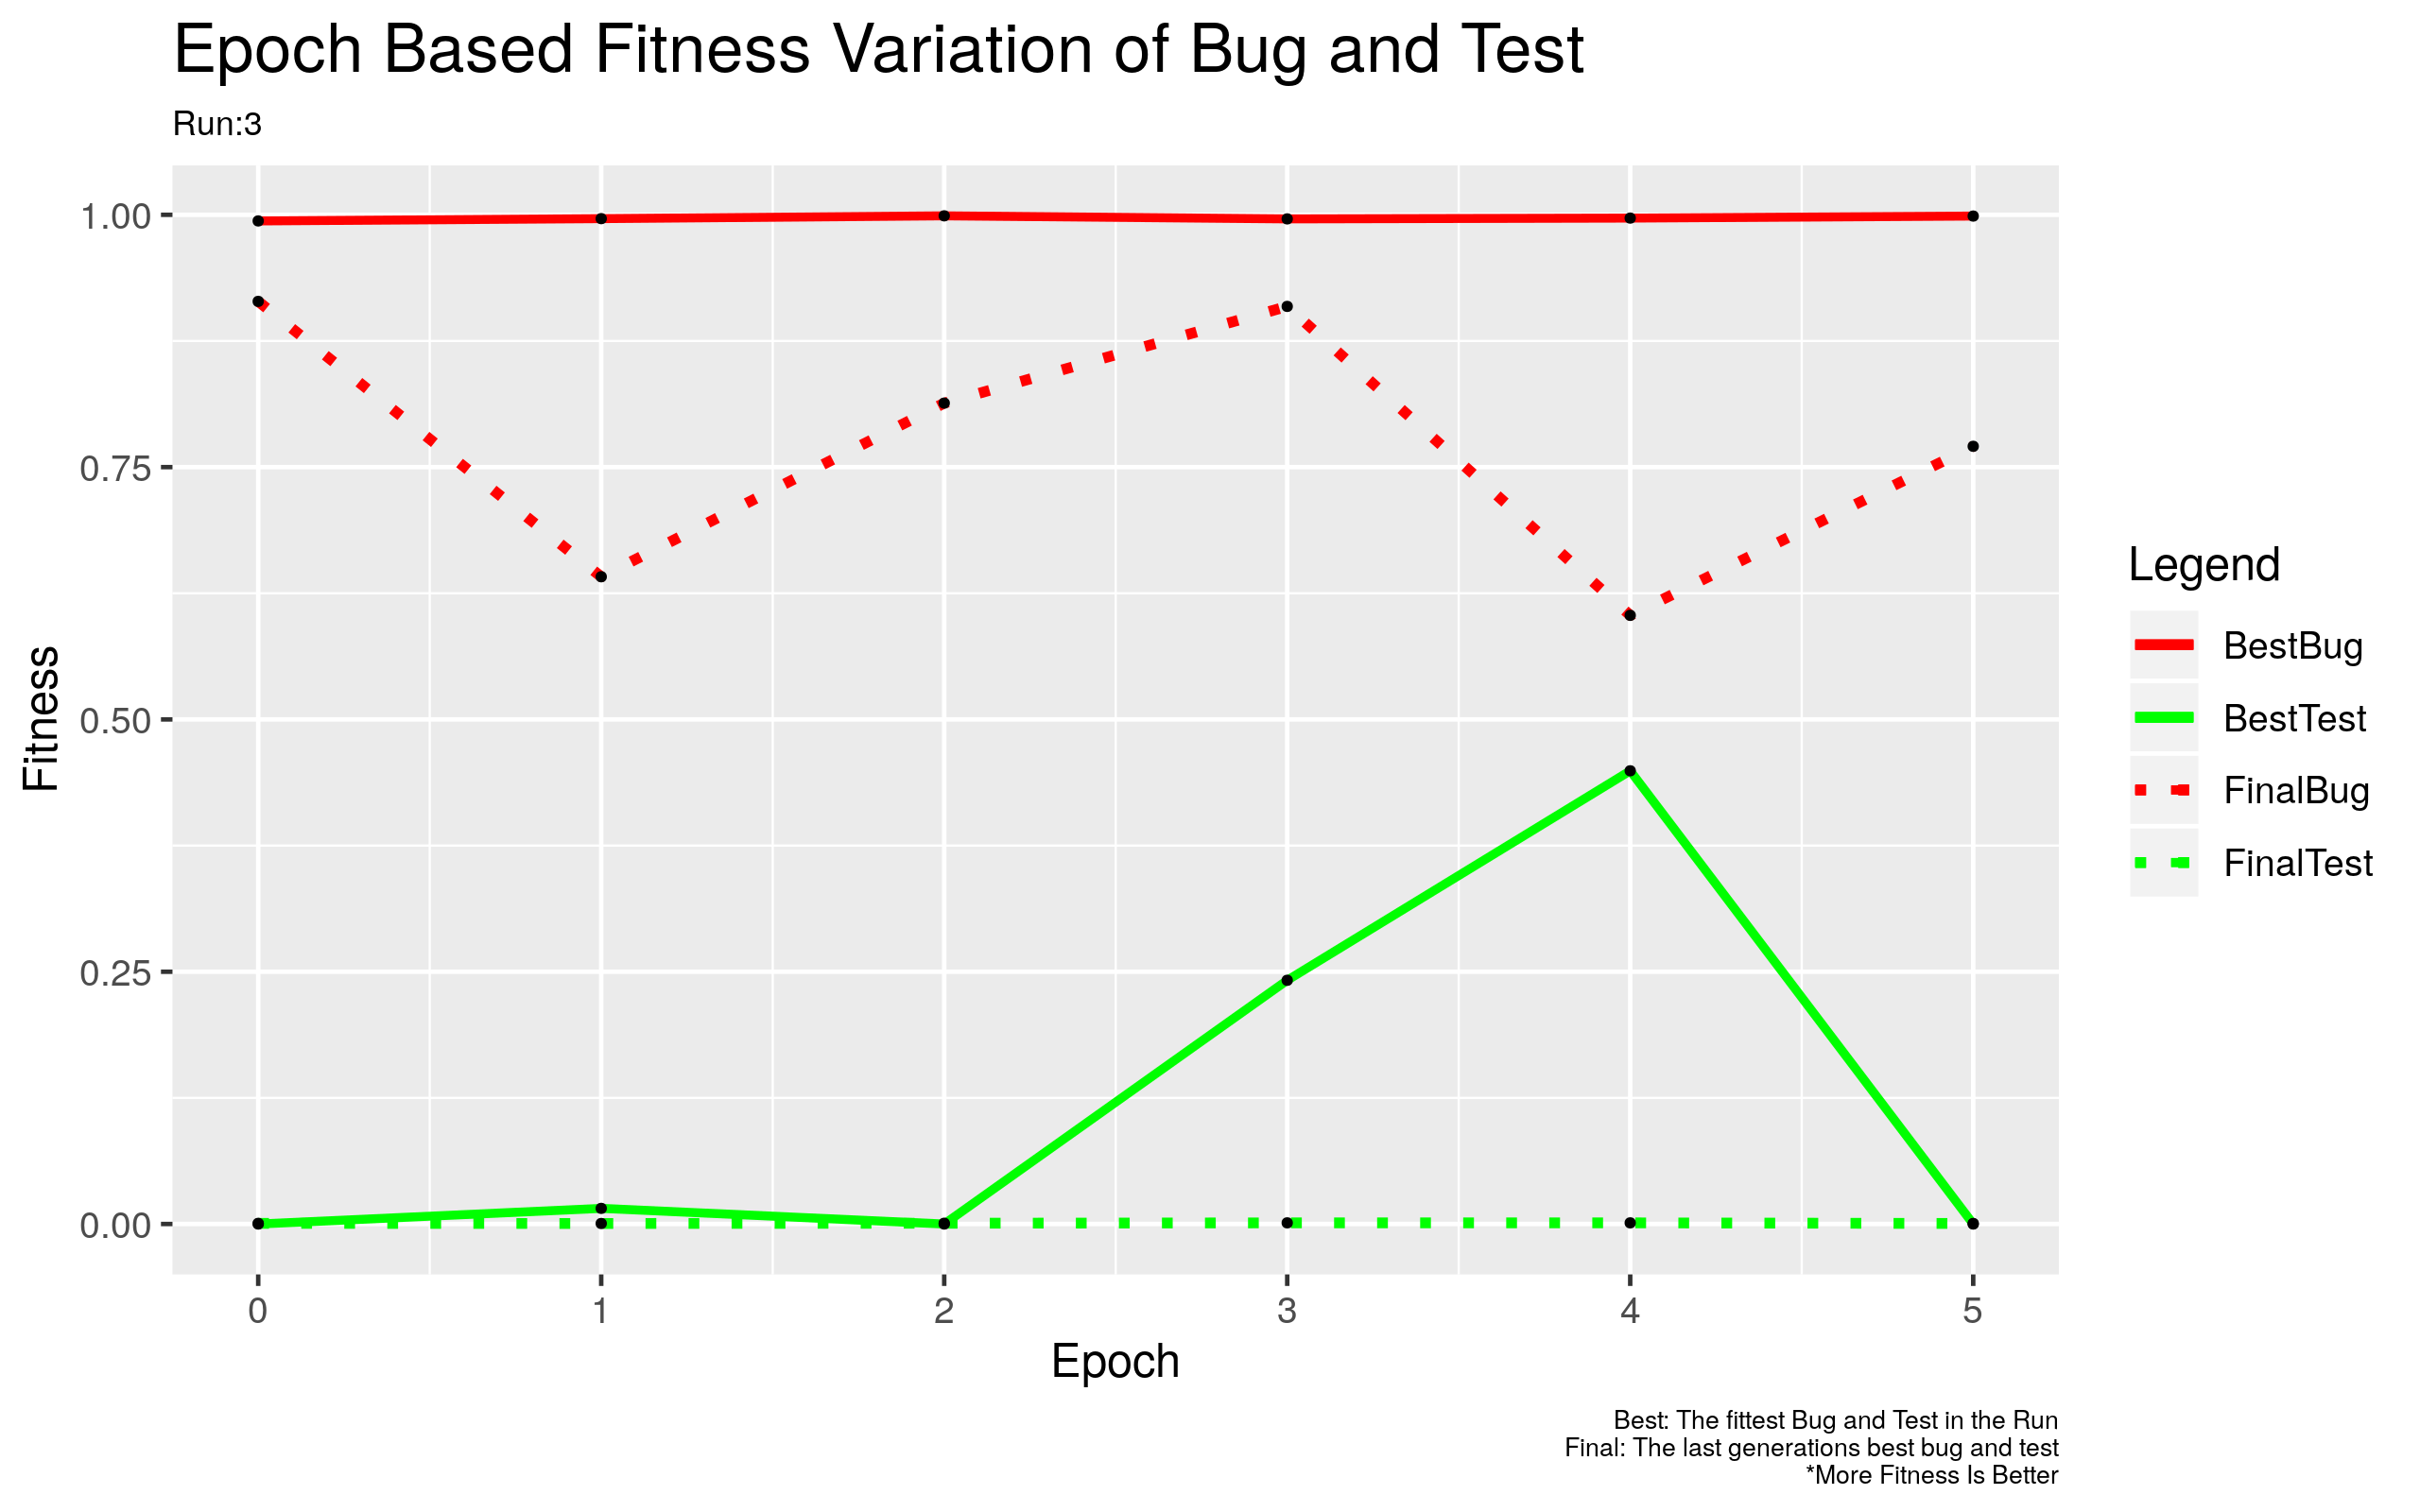 Epoch Based Fitness Variation of Bug and Test
Run:3
1.00
0.75
0.50
0.25
0.00
Fitness
0 1 2 3 4 5
Epoch
Legend
BestBug
BestTest
FinalBug
FinalTest
Best: The fittest Bug and Test in the Run
Final: The last generations best bug and test
*More Fitness Is Better